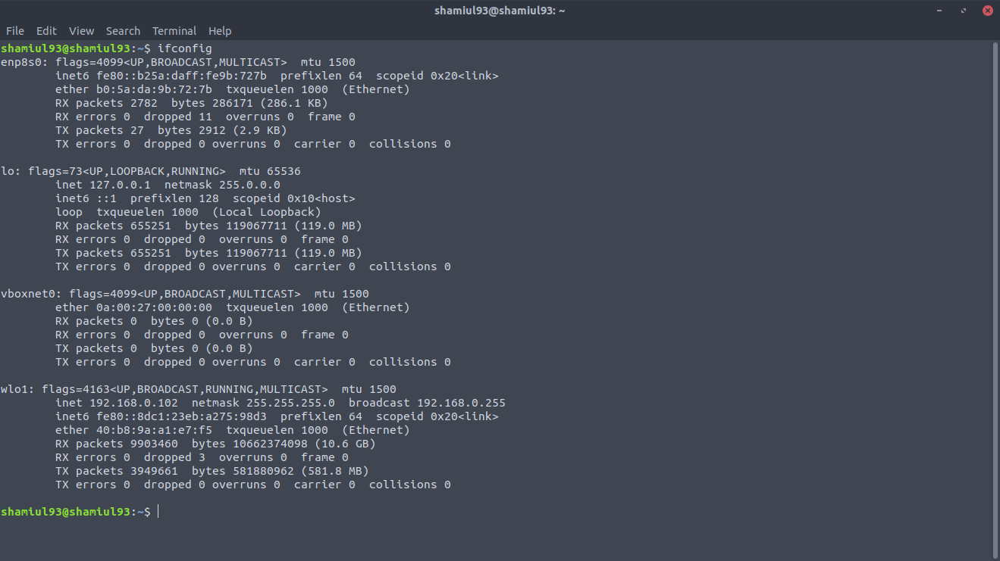 shamiul93@shamiul93: ~
File Edit View Search Terminal Help
shamiul93@shamiul93:~$ ifconfig
enp8s0: flags=4099<UP,BROADCAST,MULTICAST>  mtu 1500
        inet6 fe80::b25a:daff:fe9b:727b  prefixlen 64  scopeid 0x20<link>
        ether b0:5a:da:9b:72:7b  txqueuelen 1000  (Ethernet)
        RX packets 2782  bytes 286171 (286.1 KB)
        RX errors 0  dropped 11  overruns 0  frame 0
        TX packets 27  bytes 2912 (2.9 KB)
        TX errors 0  dropped 0 overruns 0  carrier 0  collisions 0

lo: flags=73<UP,LOOPBACK,RUNNING>  mtu 65536
        inet 127.0.0.1  netmask 255.0.0.0
        inet6 ::1  prefixlen 128  scopeid 0x10<host>
        loop  txqueuelen 1000  (Local Loopback)
        RX packets 655251  bytes 119067711 (119.0 MB)
        RX errors 0  dropped 0  overruns 0  frame 0
        TX packets 655251  bytes 119067711 (119.0 MB)
        TX errors 0  dropped 0 overruns 0  carrier 0  collisions 0

vboxnet0: flags=4099<UP,BROADCAST,MULTICAST>  mtu 1500
        ether 0a:00:27:00:00:00  txqueuelen 1000  (Ethernet)
        RX packets 0  bytes 0 (0.0 B)
        RX errors 0  dropped 0  overruns 0  frame 0
        TX packets 0  bytes 0 (0.0 B)
        TX errors 0  dropped 0 overruns 0  carrier 0  collisions 0

wlo1: flags=4163<UP,BROADCAST,RUNNING,MULTICAST>  mtu 1500
        inet 192.168.0.102  netmask 255.255.255.0  broadcast 192.168.0.255
        inet6 fe80::8dc1:23eb:a275:98d3  prefixlen 64  scopeid 0x20<link>
        ether 40:b8:9a:a1:e7:f5  txqueuelen 1000  (Ethernet)
        RX packets 9903460  bytes 10662374098 (10.6 GB)
        RX errors 0  dropped 3  overruns 0  frame 0
        TX packets 3949661  bytes 581880962 (581.8 MB)
        TX errors 0  dropped 0 overruns 0  carrier 0  collisions 0

shamiul93@shamiul93:~$